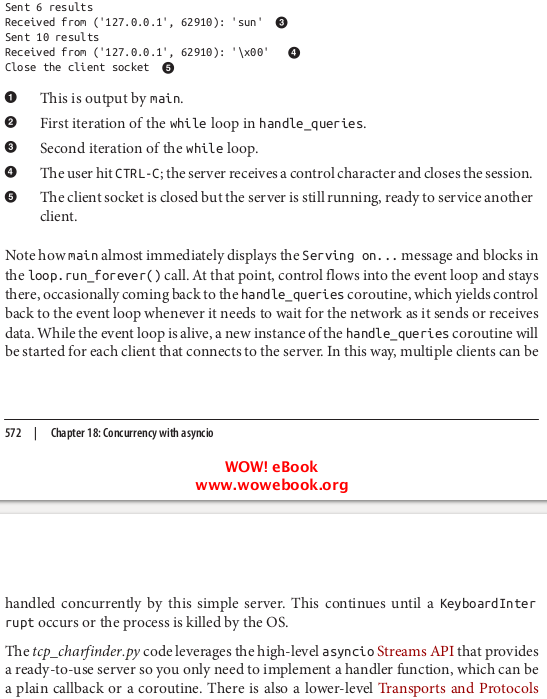 Sent 6 results
Received from ('127.0.0.1', 62910): 'sun' ❸
Sent 10 results
Received from ('127.0.0.1', 62910): '\x00' ❹
Close the client socket ❺
❶ This is output by main.
❷ First iteration of the while loop in handle_queries.
❸ Second iteration of the while loop.
❹ The user hit CTRL-C; the server receives a control character and closes the session.
❺ The client socket is closed but the server is still running, ready to service another
client.
Note how main almost immediately displays the Serving on... message and blocks in
the loop.run_forever() call. At that point, control flows into the event loop and stays
there, occasionally coming back to the handle_queries coroutine, which yields control
back to the event loop whenever it needs to wait for the network as it sends or receives
data. While the event loop is alive, a new instance of the handle_queries coroutine will
be started for each client that connects to the server. In this way, multiple clients can be
572 | Chapter 18: Concurrency with asyncio
WOW! eBook
www.wowebook.org
handled concurrently by this simple server. This continues until a KeyboardInter
rupt occurs or the process is killed by the OS.
The tcp_charfinder.py code leverages the high-level asyncio Streams API that provides
a ready-to-use server so you only need to implement a handler function, which can be
a plain callback or a coroutine. There is also a lower-level Transports and Protocols